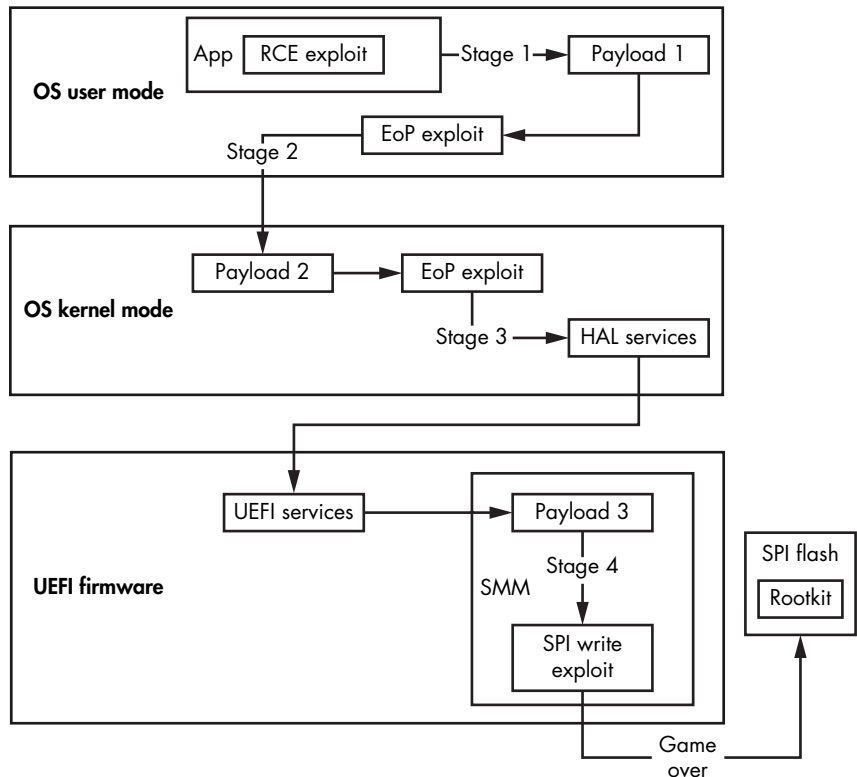 App
RCE exploit
Stage 1
Payload 1
OS user mode
EoP exploit
Stage 2
Payload 2
EoP exploit
OS kernel mode
Stage 3
HAL services
UEFI services
Payload 3
SPI flash
Stage 4
UEFI firmware
SMM
Rootkit
SPI write
exploit
Game
over